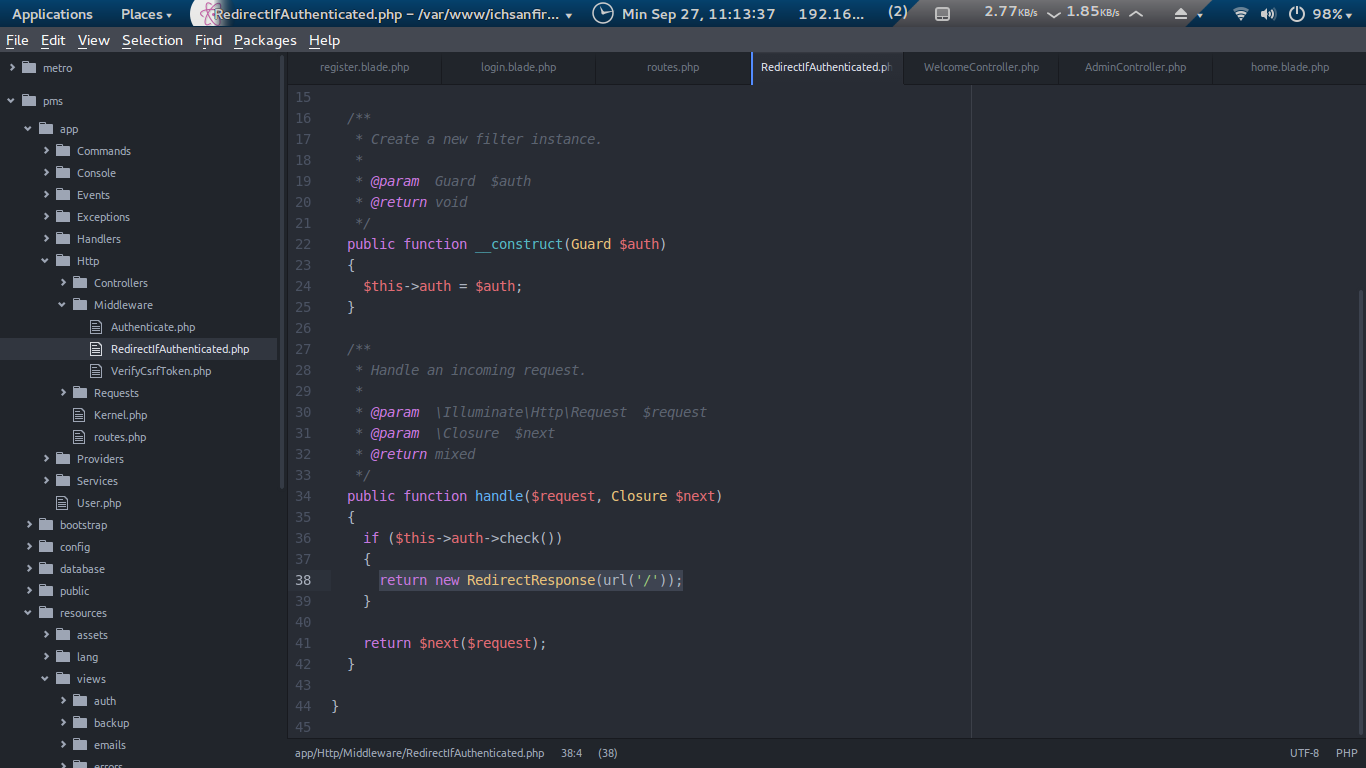 Applications Places RedirectIfAuthenticated.php – /var/www/ichsanfir... Min Sep 27, 11:13:37 192.16... (2) 2.77KB/s 1.85KB/s 98%
File Edit View Selection Find Packages Help
metro
pms
app
Commands
Console
Events
Exceptions
Handlers
Http
Controllers
Middleware
Authenticate.php
RedirectIfAuthenticated.php
VerifyCsrfToken.php
Requests
Kernel.php
routes.php
Providers
Services
User.php
bootstrap
config
database
public
resources
assets
lang
views
auth
backup
emails
errors
register.blade.php login.blade.php routes.php RedirectIfAuthenticated.ph WelcomeController.php AdminController.php home.blade.php
15
16 /**
17 * Create a new filter instance.
18 *
19 * @param Guard $auth
20 * @return void
21 */
22 public function __construct(Guard $auth)
23 {
24 $this->auth = $auth;
25 }
26
27 /**
28 * Handle an incoming request.
29 *
30 * @param \Illuminate\Http\Request $request
31 * @param \Closure $next
32 * @return mixed
33 */
34 public function handle($request, Closure $next)
35 {
36 if ($this->auth->check())
37 {
38 return new RedirectResponse(url('/'));
39 }
40
41 return $next($request);
42 }
43
44 }
45
app/Http/Middleware/RedirectIfAuthenticated.php 38:4 (38) UTF-8 PHP